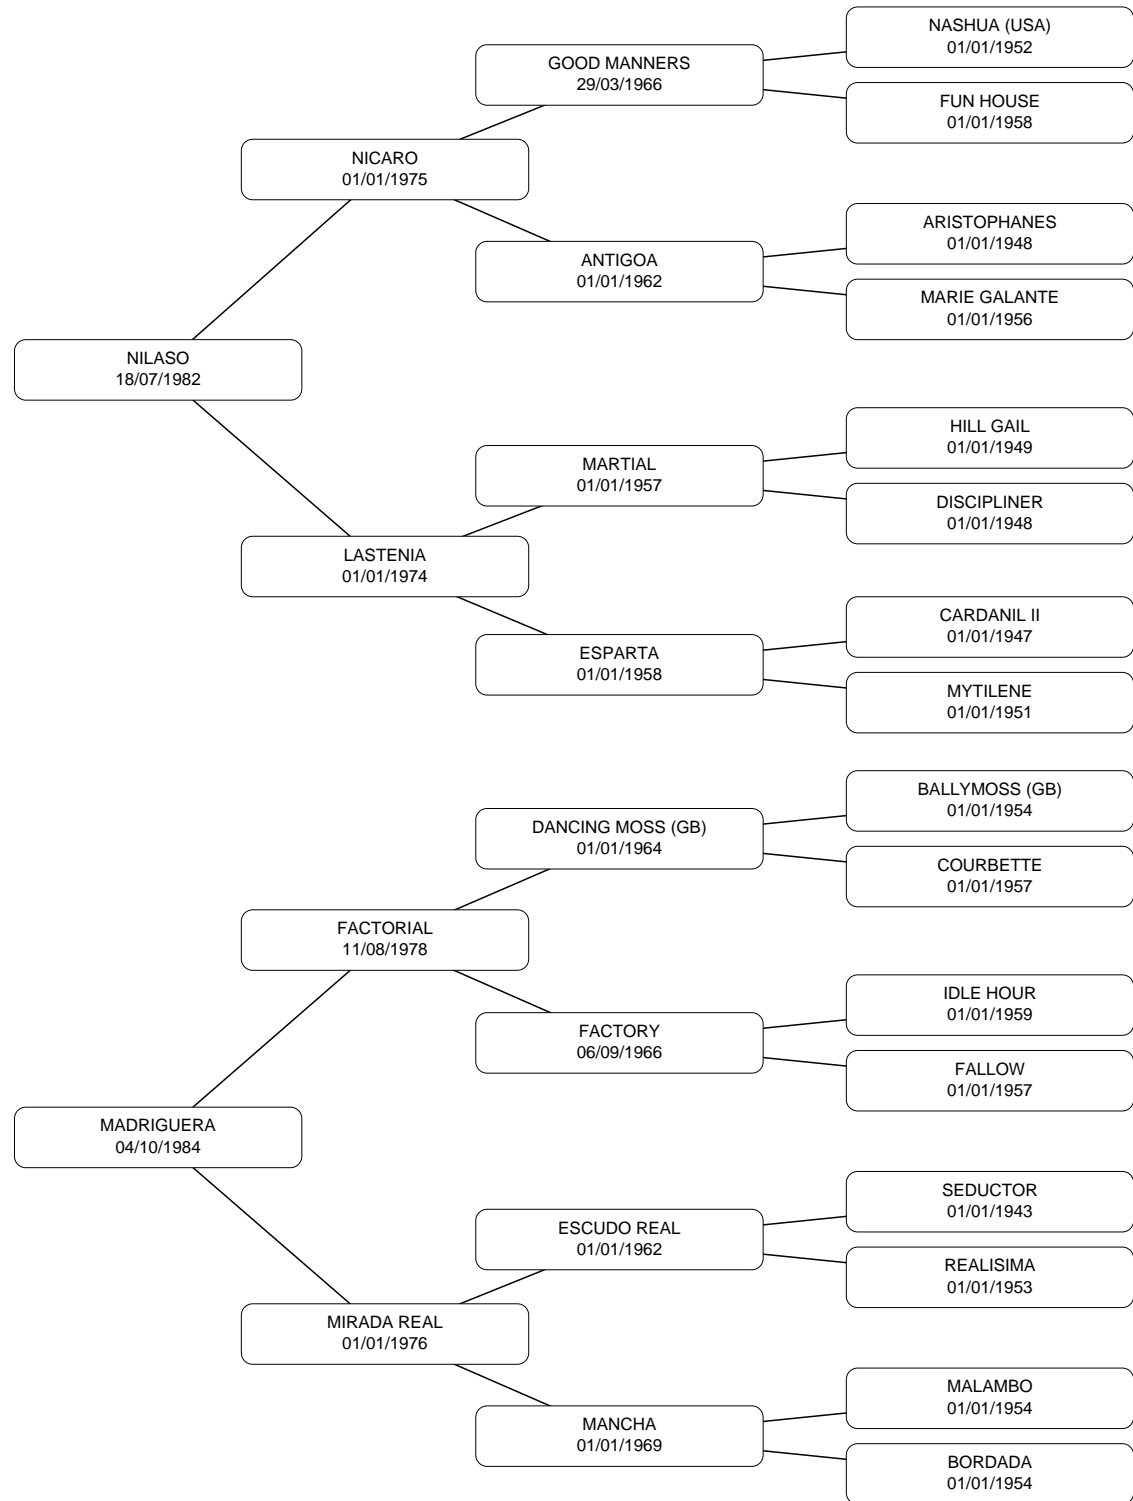 NASHUA (USA)
01/01/1952
GOOD MANNERS
29/03/1966
FUN HOUSE
01/01/1958
NICARO
01/01/1975
ARISTOPHANES
01/01/1948
ANTIGOA
01/01/1962
MARIE GALANTE
01/01/1956
NILASO
18/07/1982
HILL GAIL
01/01/1949
MARTIAL
01/01/1957
DISCIPLINER
01/01/1948
LASTENIA
01/01/1974
CARDANIL II
01/01/1947
ESPARTA
01/01/1958
MYTILENE
01/01/1951
BALLYMOSS (GB)
01/01/1954
DANCING MOSS (GB)
01/01/1964
COURBETTE
01/01/1957
FACTORIAL
11/08/1978
IDLE HOUR
01/01/1959
FACTORY
06/09/1966
FALLOW
01/01/1957
MADRIGUERA
04/10/1984
SEDUCTOR
01/01/1943
ESCUDO REAL
01/01/1962
REALISIMA
01/01/1953
MIRADA REAL
01/01/1976
MALAMBO
01/01/1954
MANCHA
01/01/1969
BORDADA
01/01/1954